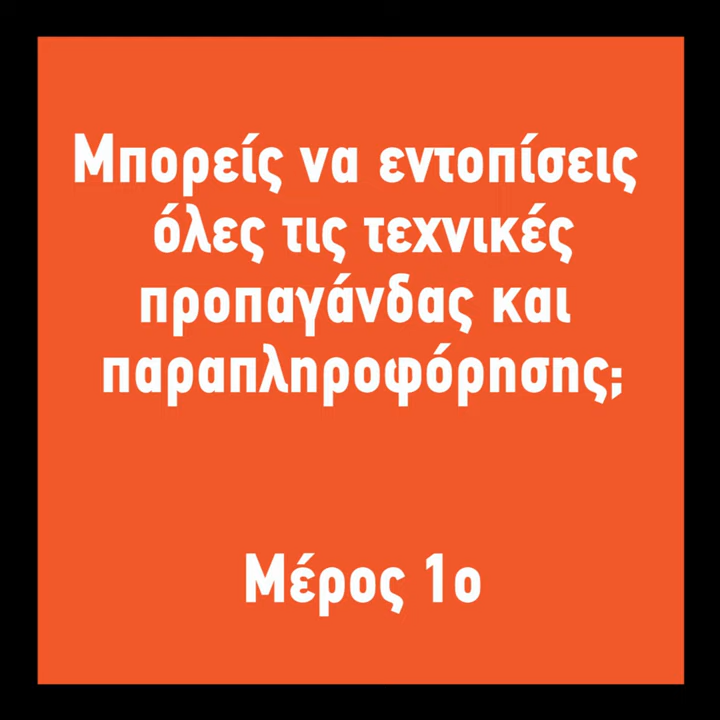 Μπορείς να εντοπίσεις
όλες τις τεχνικές
προπαγάνδας και
παραπληροφόρησης;
Μέρος 1ο